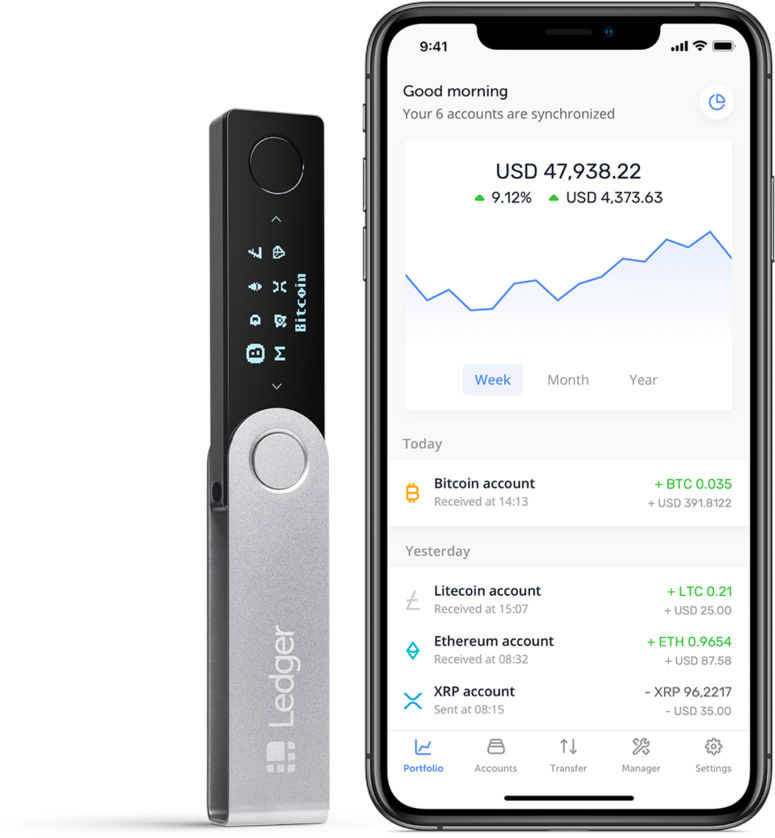 Bitcoin
Ledger
9:41
Good morning
Your 6 accounts are synchronized
USD 47,938.22
9.12% USD 4,373.63
Week Month Year
Today
Bitcoin account + BTC 0.035
Received at 14:13 + USD 391.8122
Yesterday
Litecoin account + LTC 0.21
Received at 15:07 + USD 25.00
Ethereum account + ETH 0.9654
Received at 08:32 + USD 87.58
XRP account - XRP 96,2217
Sent at 08:15 - USD 35.00
Portfolio Accounts Transfer Manager Settings